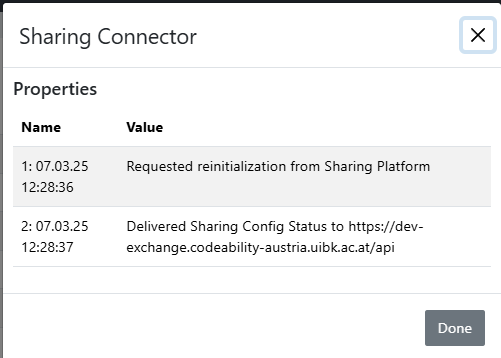 Sharing Connector
Properties
Name Value
1: 07.03.25 Requested reinitialization from Sharing Platform
12:28:36
2: 07.03.25 Delivered Sharing Config Status to https://dev-
12:28:37 exchange.codeability-austria.uibk.ac.at/api
Done